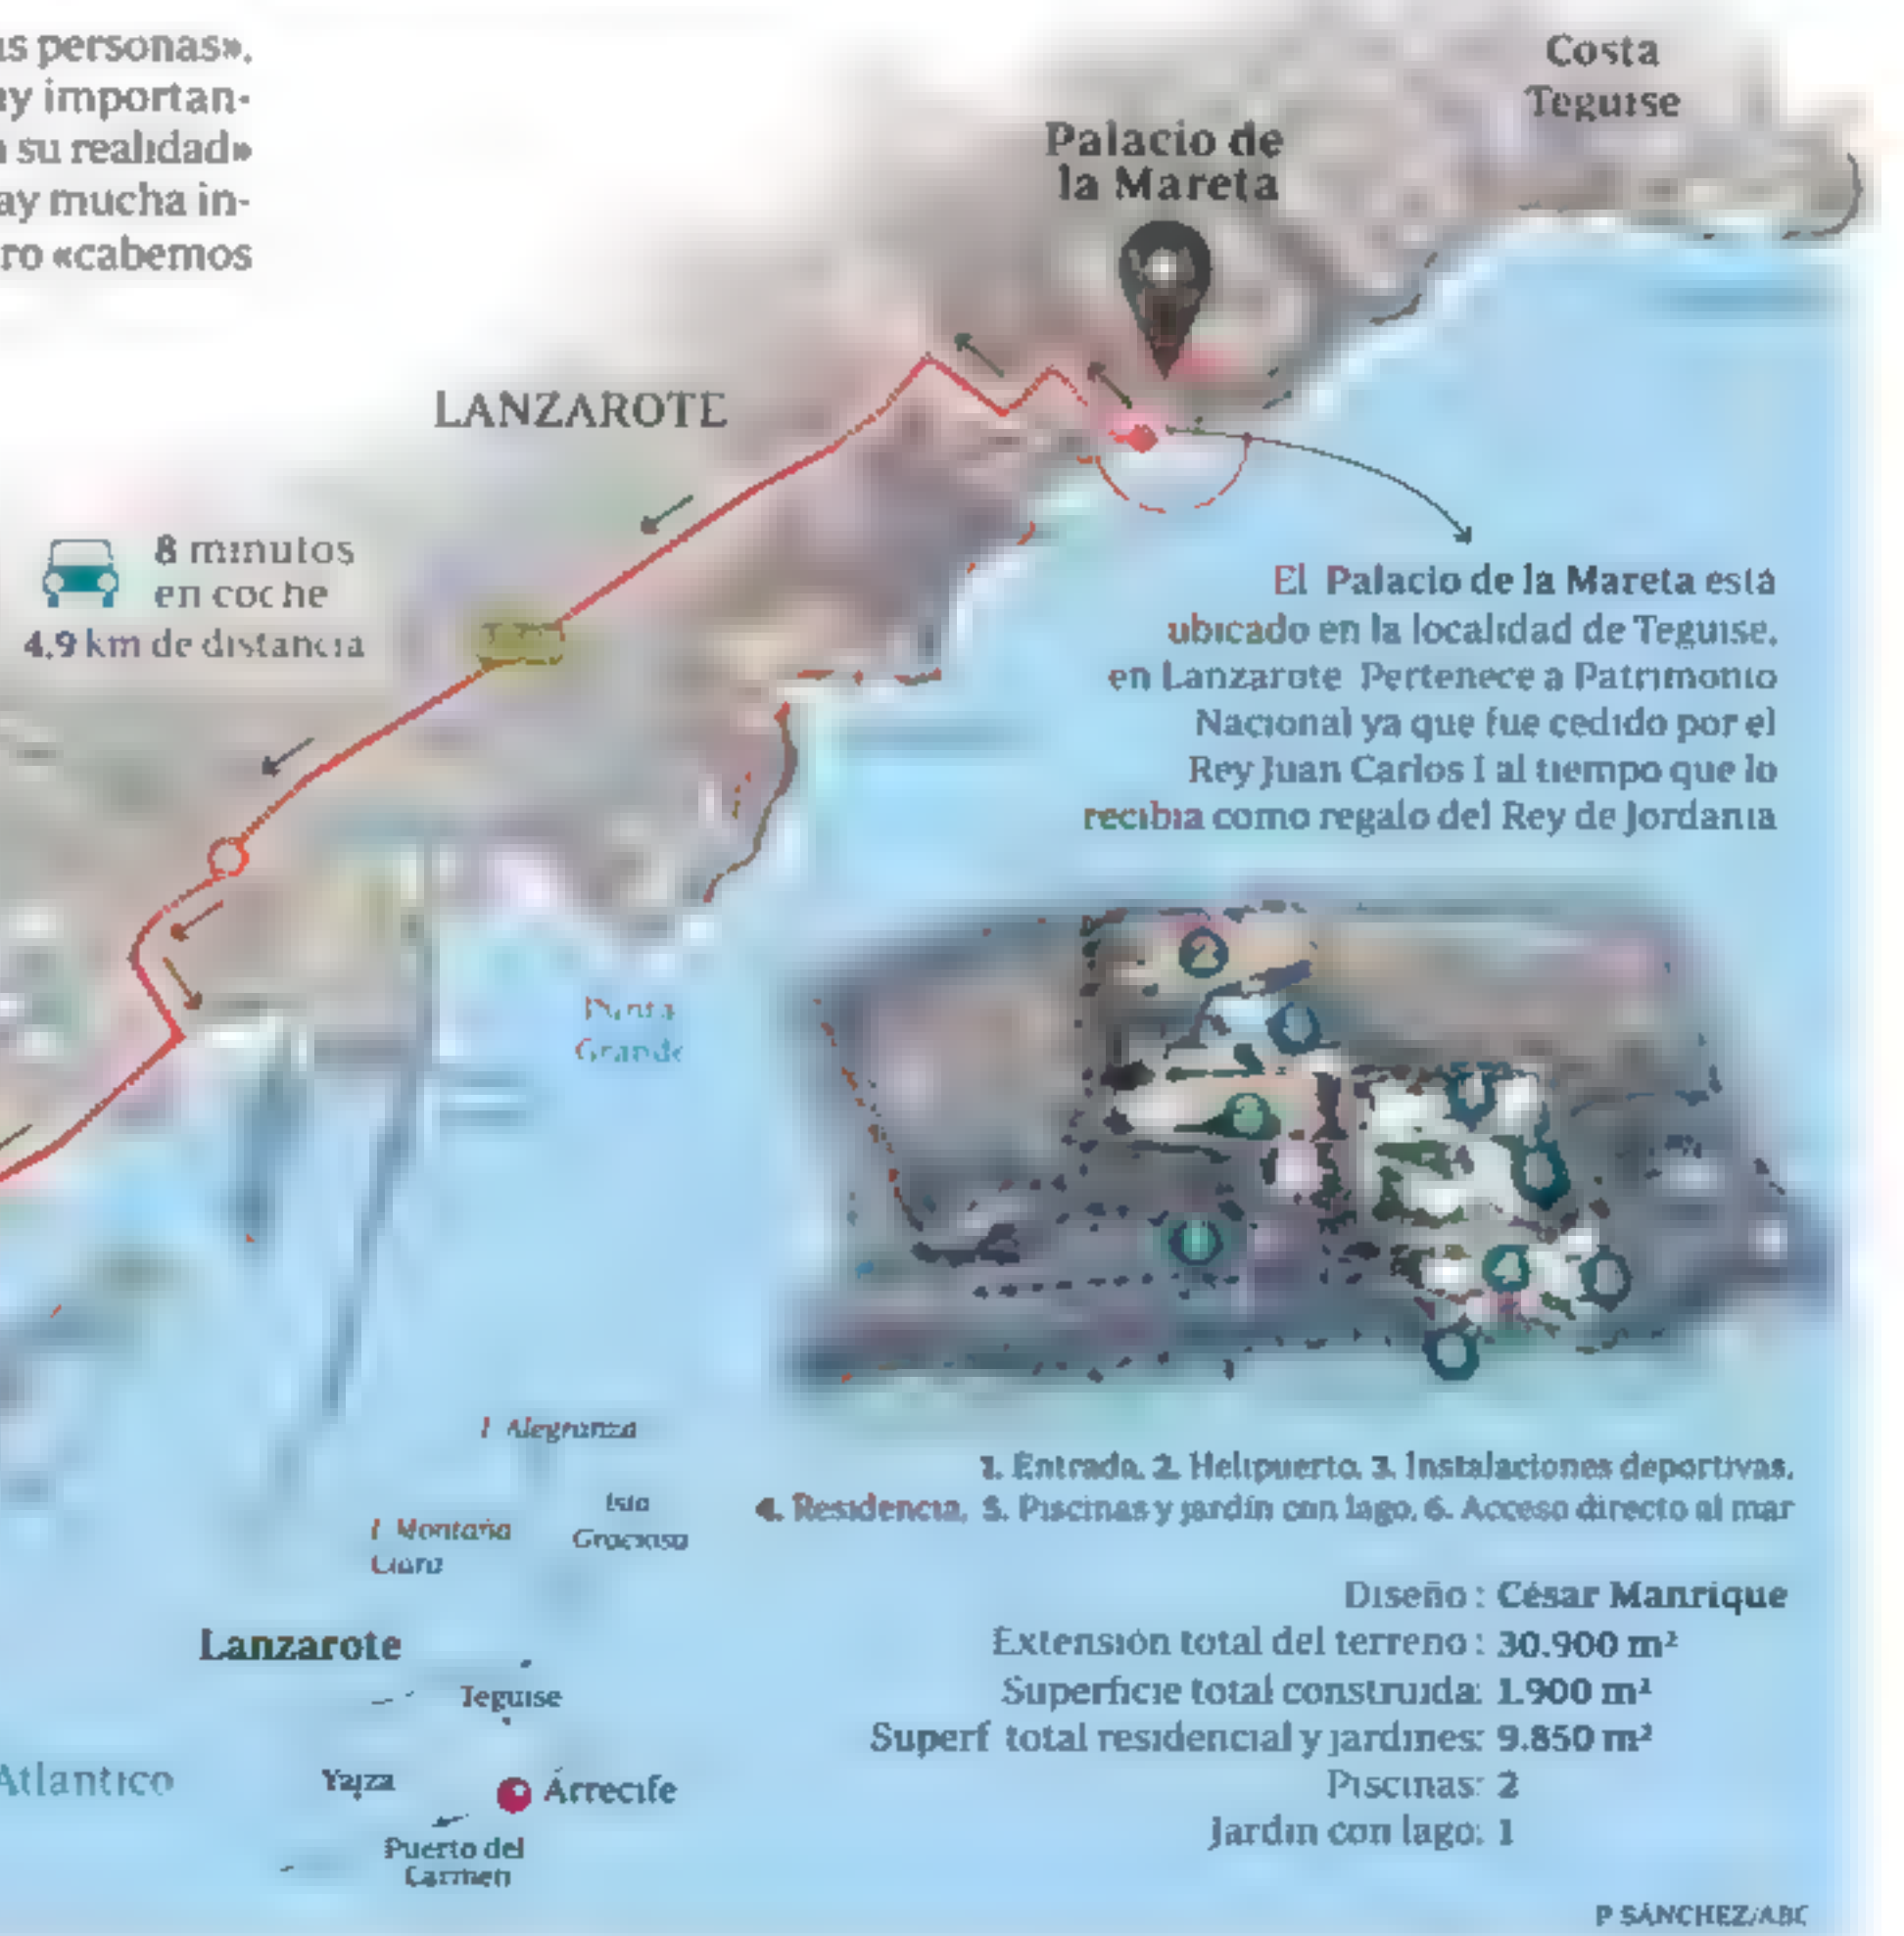 as personas».
ay importan-
a su realidad»
ay mucha in-
ro «cabemos
Costa
Teguise
Palacio de
la Mareta
LANZAROTE
8 minutos
en coche
4,9 km de distancia
El Palacio de la Mareta está
ubicado en la localidad de Teguise,
en Lanzarote Pertenece a Patrimonio
Nacional ya que fue cedido por el
Rey Juan Carlos I al tiempo que lo
recibía como regalo del Rey de Jordania
Punta
Grande
2
3
1
4
I. Alegranza
Isla
Graciosa
I. Montaña
Clara
1. Entrada. 2. Helipuerto. 3. Instalaciones deportivas.
4. Residencia. 5. Piscinas y jardín con lago. 6. Acceso directo al mar
Diseño: César Manrique
Extensión total del terreno: 30.900 m²
Superficie total construida: 1.900 m²
Superf. total residencial y jardines: 9.850 m²
Piscinas: 2
Jardín con lago: 1
Lanzarote
Teguise
Atlántico
Yaiza
Arrecife
Puerto del
Carmen
P. SÁNCHEZ/ABC